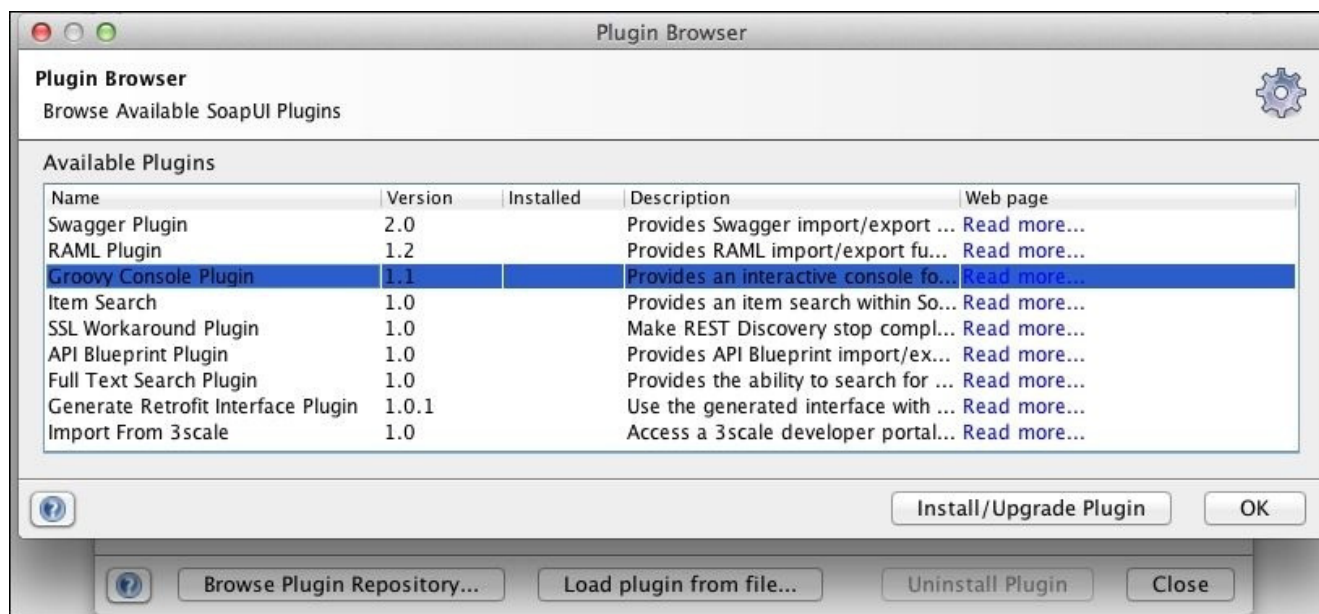 Plugin Browser
Plugin Browser
Browse Available SoapUI Plugins
Available Plugins
Name Version Installed Description Web page
Swagger Plugin 2.0 Provides Swagger import/export ... Read more...
RAML Plugin 1.2 Provides RAML import/export fu... Read more...
Groovy Console Plugin 1.1 Provides an interactive console fo... Read more...
Item Search 1.0 Provides an item search within So... Read more...
SSL Workaround Plugin 1.0 Make REST Discovery stop compl... Read more...
API Blueprint Plugin 1.0 Provides API Blueprint import/ex... Read more...
Full Text Search Plugin 1.0 Provides the ability to search for ... Read more...
Generate Retrofit Interface Plugin 1.0.1 Use the generated interface with ... Read more...
Import From 3scale 1.0 Access a 3scale developer portal... Read more...
? Install/Upgrade Plugin OK
? Browse Plugin Repository... Load plugin from file... Uninstall Plugin Close